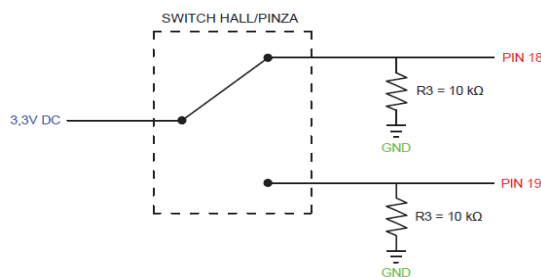 SWITCH HALL/PINZA
PIN 18
R3 = 10 kΩ
3,3V DC
GND
PIN 19
R3 = 10 kΩ
GND